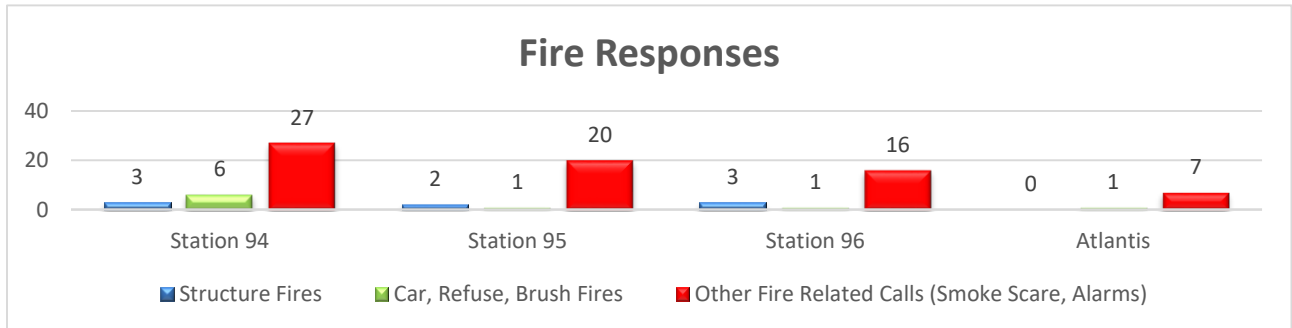 Fire Responses
40
20
0
3
6
27
2
1
20
3
1
16
0
1
7
Station 94
Station 95
Station 96
Atlantis
Structure Fires
Car, Refuse, Brush Fires
Other Fire Related Calls (Smoke Scare, Alarms)